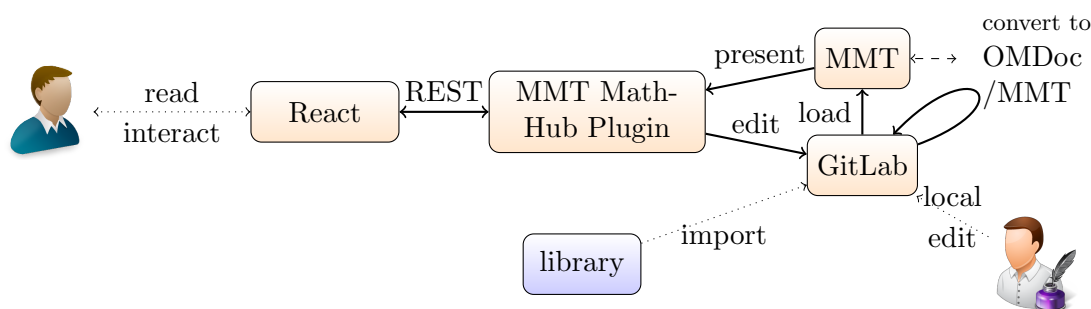 convert to
present
MMT
OMDoc
/MMT
read
React
REST
MMT Math-
Hub Plugin
load
interact
edit
GitLab
local
import
edit
library